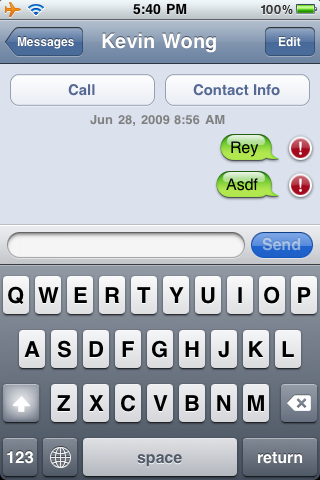 5:40 PM 100%
Messages Kevin Wong Edit
Call Contact Info
Jun 28, 2009 8:56 AM
Rey !
Asdf !
Send
Q W E R T Y U I O P
A S D F G H J K L
Z X C V B N M
123 space return